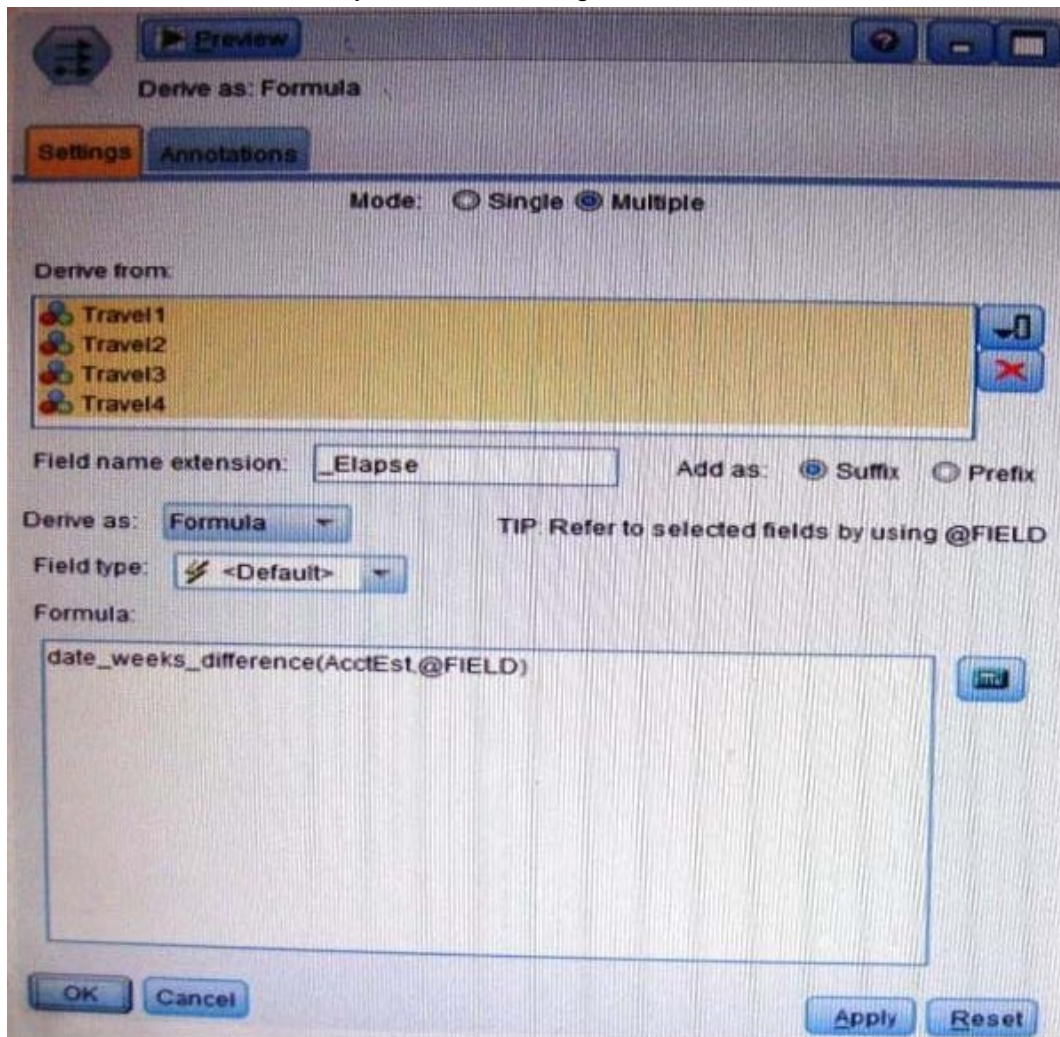 Preview
Derive as: Formula
Settings Annotations
Mode: Single Multiple
Derive from:
Travel1
Travel2
Travel3
Travel4
Field name extension: _Elapse Add as: Suffix Prefix
Derive as: Formula TIP: Refer to selected fields by using @FIELD
Field type: <Default>
Formula:
date_weeks_difference(AcctEst,@FIELD)
OK Cancel Apply Reset